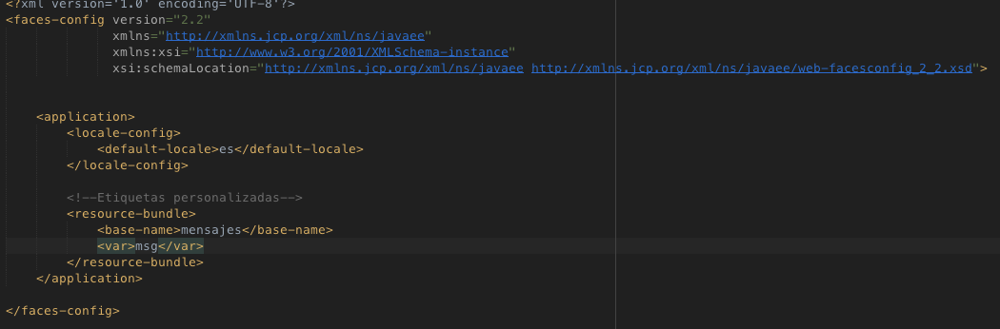 <?xml version='1.0' encoding='UTF-8'?>
<faces-config version="2.2"
xmlns="http://xmlns.jcp.org/xml/ns/javaee"
xmlns:xsi="http://www.w3.org/2001/XMLSchema-instance"
xsi:schemaLocation="http://xmlns.jcp.org/xml/ns/javaee http://xmlns.jcp.org/xml/ns/javaee/web-facesconfig_2_2.xsd">
<application>
<locale-config>
<default-locale>es</default-locale>
</locale-config>
<!--Etiquetas personalizadas-->
<resource-bundle>
<base-name>mensajes</base-name>
<var>msg</var>
</resource-bundle>
</application>
</faces-config>